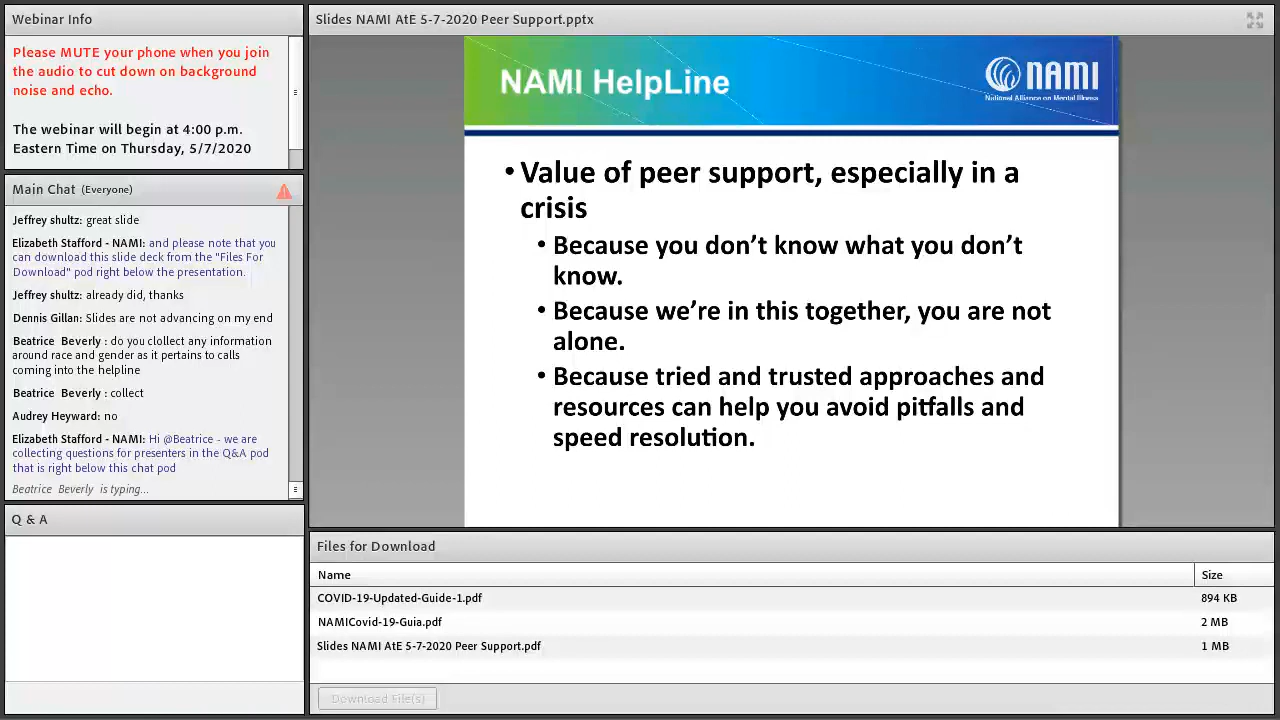 Webinar Info
Please MUTE your phone when you join
the audio to cut down on background
noise and echo.
The webinar will begin at 4:00 p.m.
Eastern Time on Thursday, 5/7/2020
Main Chat (Everyone)
Jeffrey shultz: great slide
Elizabeth Stafford - NAMI: and please note that you
can download this slide deck from the "Files For
Download" pod right below the presentation.
Jeffrey shultz: already did, thanks
Dennis Gillan: Slides are not advancing on my end
Beatrice Beverly : do you clollect any information
around race and gender as it pertains to calls
coming into the helpline
Beatrice Beverly : collect
Audrey Heyward: no
Elizabeth Stafford - NAMI: Hi @Beatrice - we are
collecting questions for presenters in the Q&A pod
that is right below this chat pod
Beatrice Beverly is typing...
Q & A
Slides NAMI AtE 5-7-2020 Peer Support.pptx
NAMI HelpLine
NAMI
National Alliance on Mental Illness
• Value of peer support, especially in a
crisis
• Because you don’t know what you don’t
know.
• Because we’re in this together, you are not
alone.
• Because tried and trusted approaches and
resources can help you avoid pitfalls and
speed resolution.
Files for Download
Name Size
COVID-19-Updated-Guide-1.pdf 894 KB
NAMICovid-19-Guia.pdf 2 MB
Slides NAMI AtE 5-7-2020 Peer Support.pdf 1 MB
Download File(s)